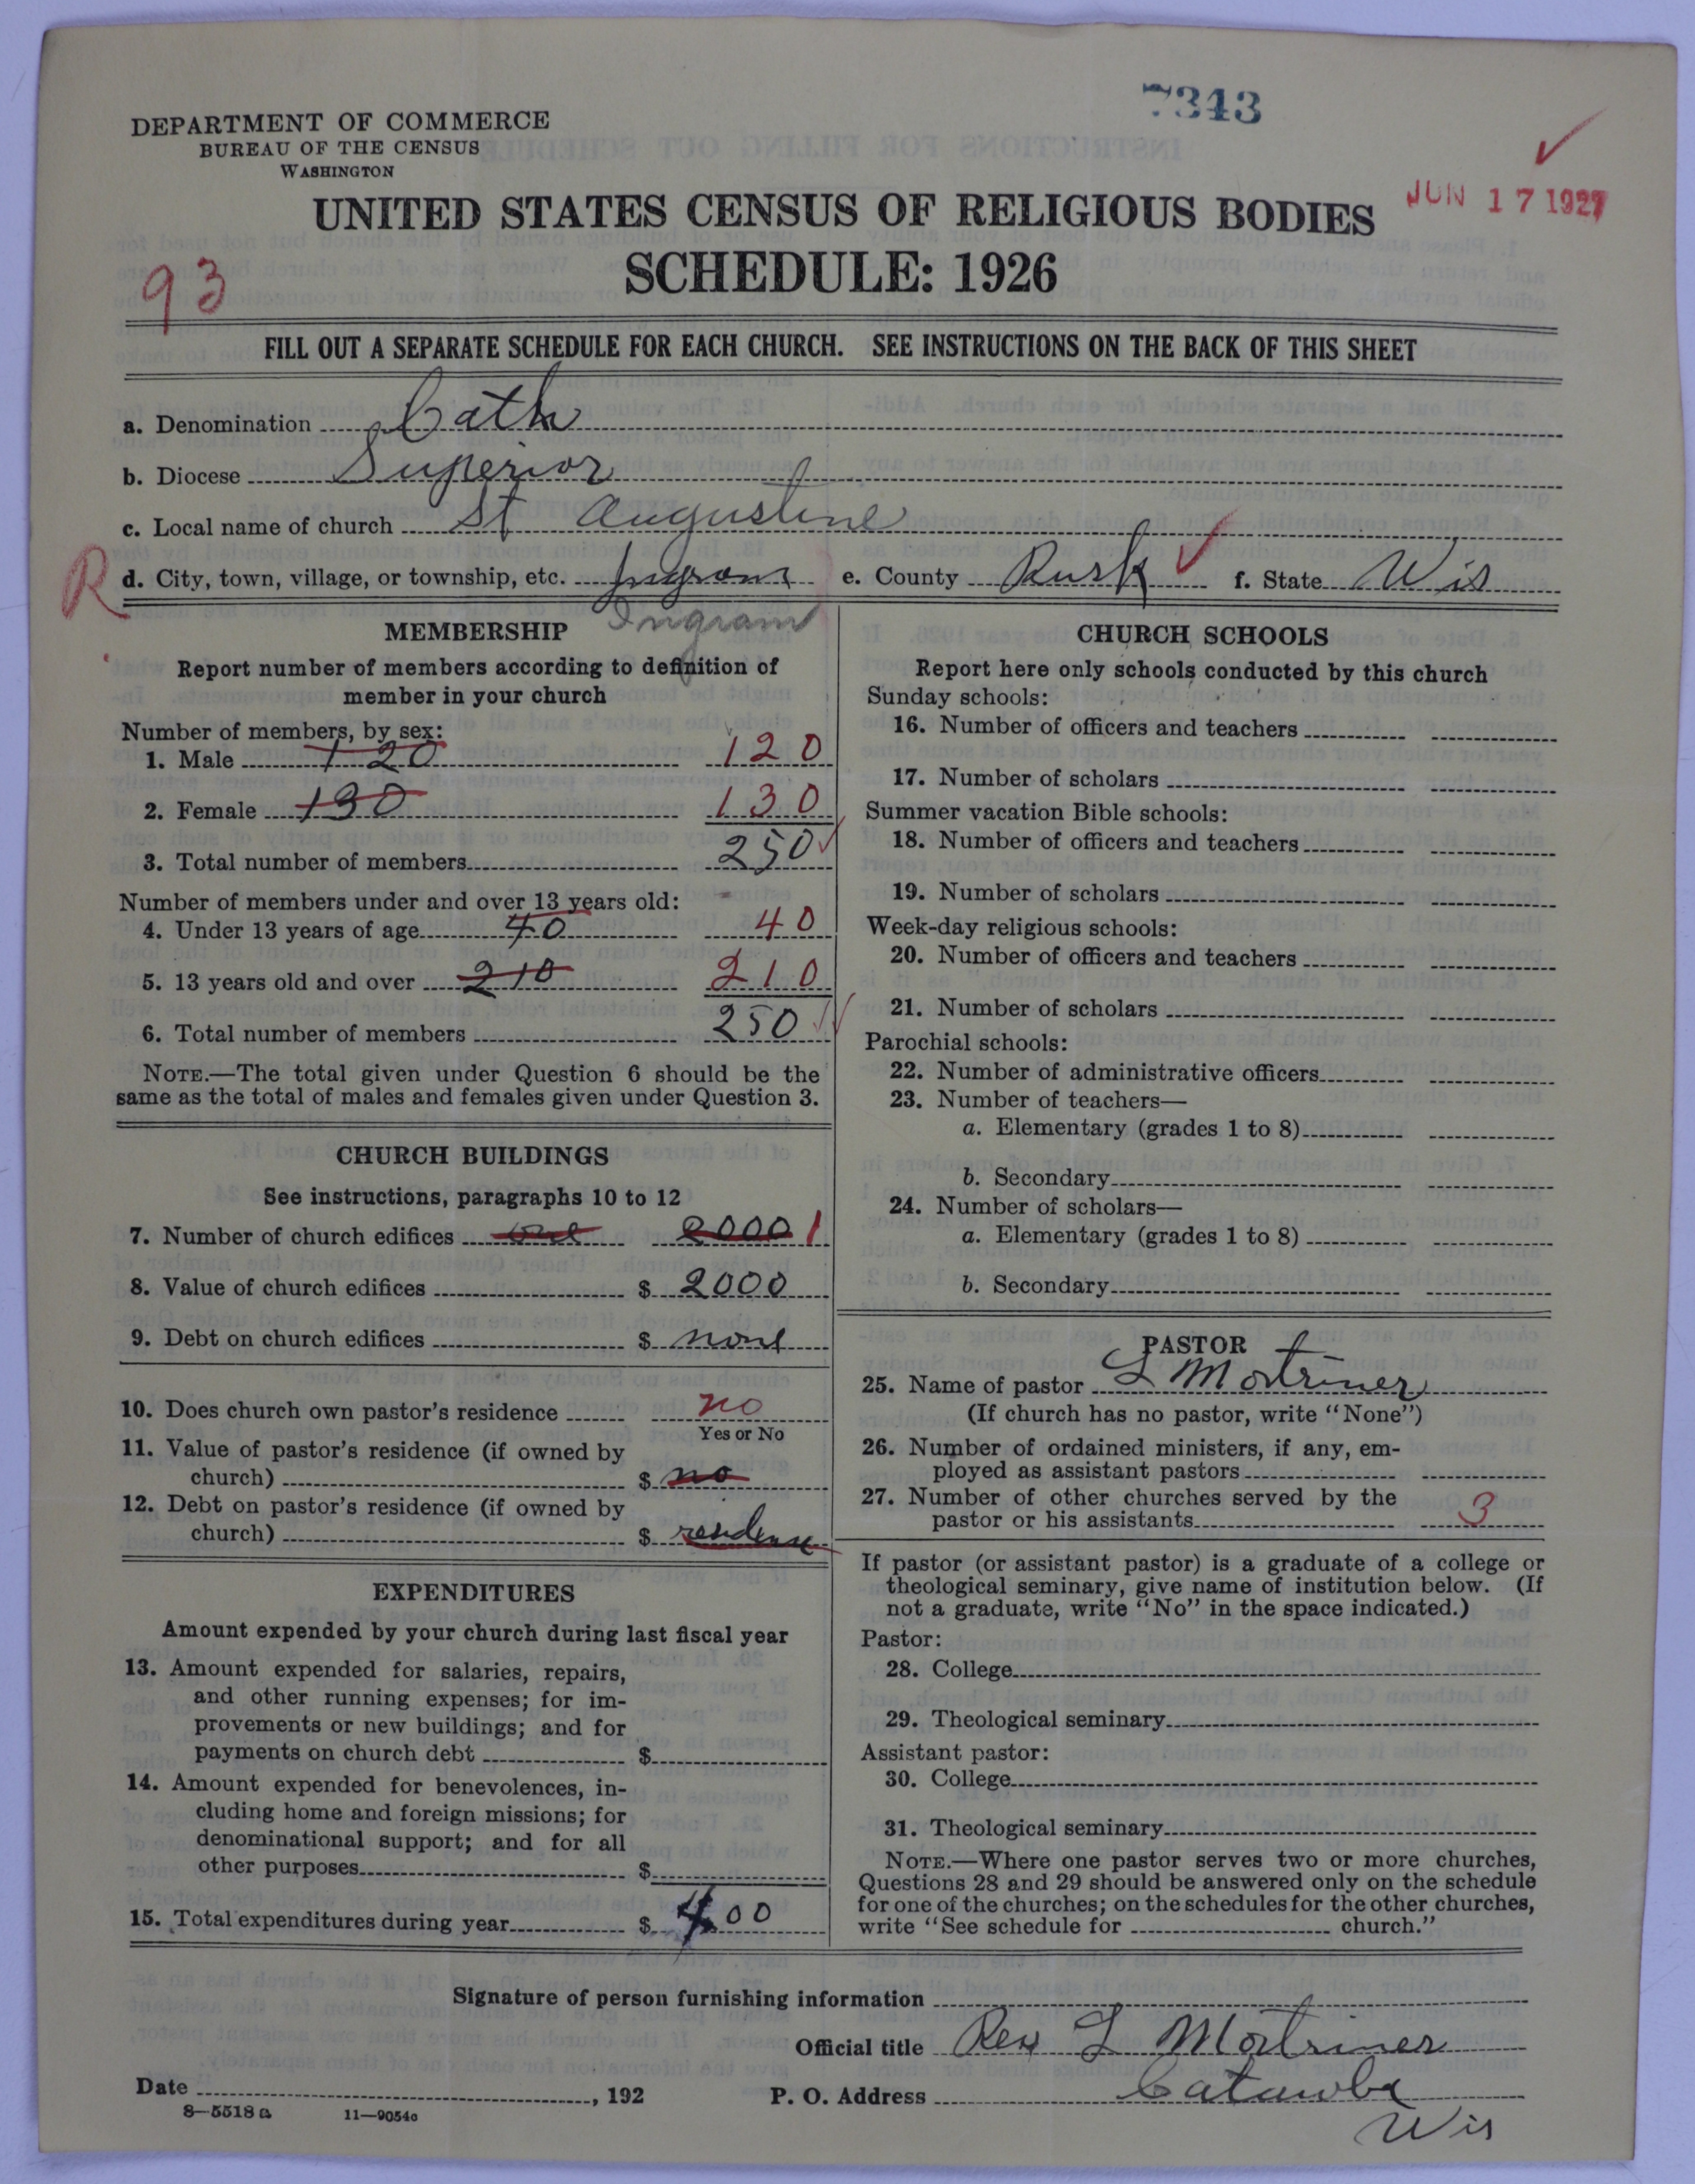 7343
DEPARTMENT OF COMMERCE
BUREAU OF THE CENSUS
WASHINGTON
UNITED STATES CENSUS OF RELIGIOUS BODIES
JUN 17 1927
SCHEDULE: 1926
93
FILL OUT A SEPARATE SCHEDULE FOR EACH CHURCH. SEE INSTRUCTIONS ON THE BACK OF THIS SHEET
a. Denomination Cath
b. Diocese Superior
c. Local name of church St Augustine
R d. City, town, village, or township, etc. Ingram e. County Rusk f. State Wis
Ingram
MEMBERSHIP
Report number of members according to definition of
member in your church
Number of members, by sex:
1. Male 120 120
2. Female 130 130
3. Total number of members 250
Number of members under and over 13 years old:
4. Under 13 years of age 40 40
5. 13 years old and over 210 210
6. Total number of members 250
NOTE.—The total given under Question 6 should be the
same as the total of males and females given under Question 3.
CHURCH BUILDINGS
See instructions, paragraphs 10 to 12
7. Number of church edifices one 2000 1
8. Value of church edifices $ 2000
9. Debt on church edifices $ none
10. Does church own pastor's residence no
Yes or No
11. Value of pastor's residence (if owned by
church) $ no
12. Debt on pastor's residence (if owned by
church) $ residence
EXPENDITURES
Amount expended by your church during last fiscal year
13. Amount expended for salaries, repairs,
and other running expenses; for im-
provements or new buildings; and for
payments on church debt $
14. Amount expended for benevolences, in-
cluding home and foreign missions; for
denominational support; and for all
other purposes $
15. Total expenditures during year $ 400
CHURCH SCHOOLS
Report here only schools conducted by this church
Sunday schools:
16. Number of officers and teachers
17. Number of scholars
Summer vacation Bible schools:
18. Number of officers and teachers
19. Number of scholars
Week-day religious schools:
20. Number of officers and teachers
21. Number of scholars
Parochial schools:
22. Number of administrative officers
23. Number of teachers—
a. Elementary (grades 1 to 8)
b. Secondary
24. Number of scholars—
a. Elementary (grades 1 to 8)
b. Secondary
PASTOR
25. Name of pastor L Mortriner
(If church has no pastor, write "None")
26. Number of ordained ministers, if any, em-
ployed as assistant pastors
27. Number of other churches served by the
pastor or his assistants 3
If pastor (or assistant pastor) is a graduate of a college or
theological seminary, give name of institution below. (If
not a graduate, write "No" in the space indicated.)
Pastor:
28. College
29. Theological seminary
Assistant pastor:
30. College
31. Theological seminary
NOTE.—Where one pastor serves two or more churches,
Questions 28 and 29 should be answered only on the schedule
for one of the churches; on the schedules for the other churches,
write "See schedule for church."
Signature of person furnishing information
Official title Rev L Mortriner
Date , 192 P. O. Address Catawba
8—5518a 11—9054a
Wis